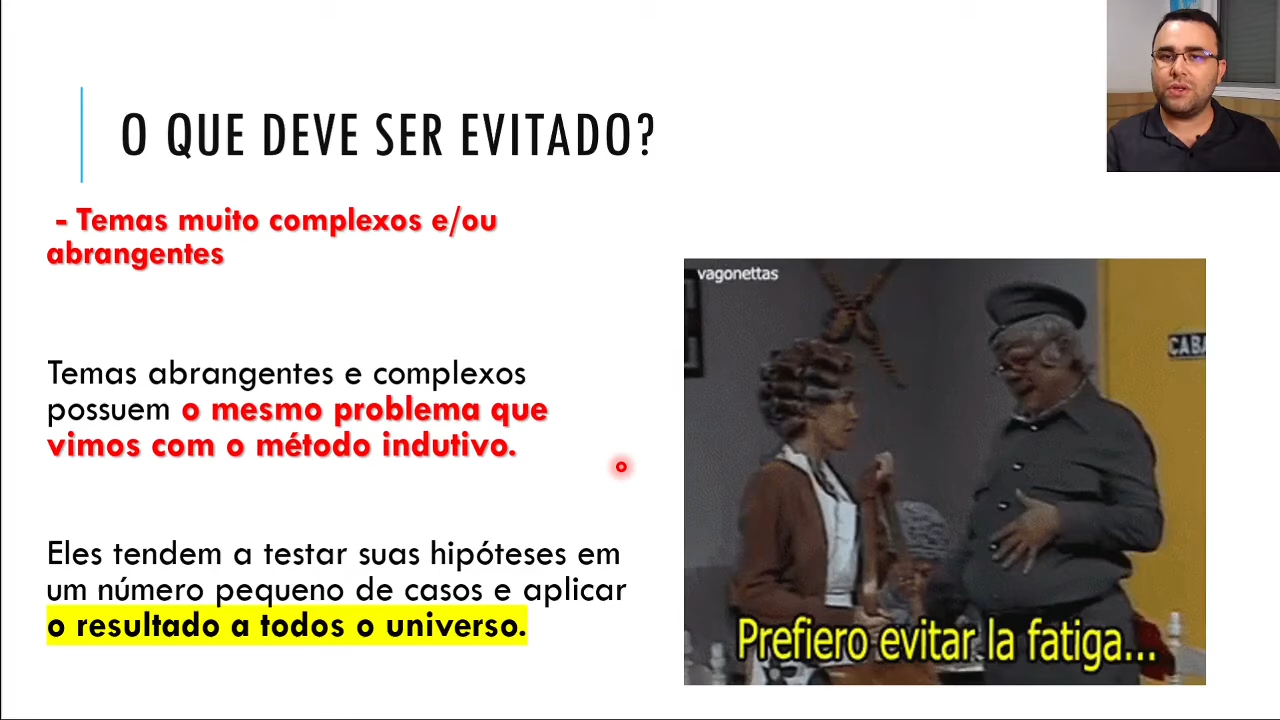 O QUE DEVE SER EVITADO?
- Temas muito complexos e/ou
abrangentes
Temas abrangentes e complexos
possuem o mesmo problema que
vimos com o método indutivo.
Eles tendem a testar suas hipóteses em
um número pequeno de casos e aplicar
o resultado a todos o universo.
vagonettas
CABA
Prefiero evitar la fatiga...